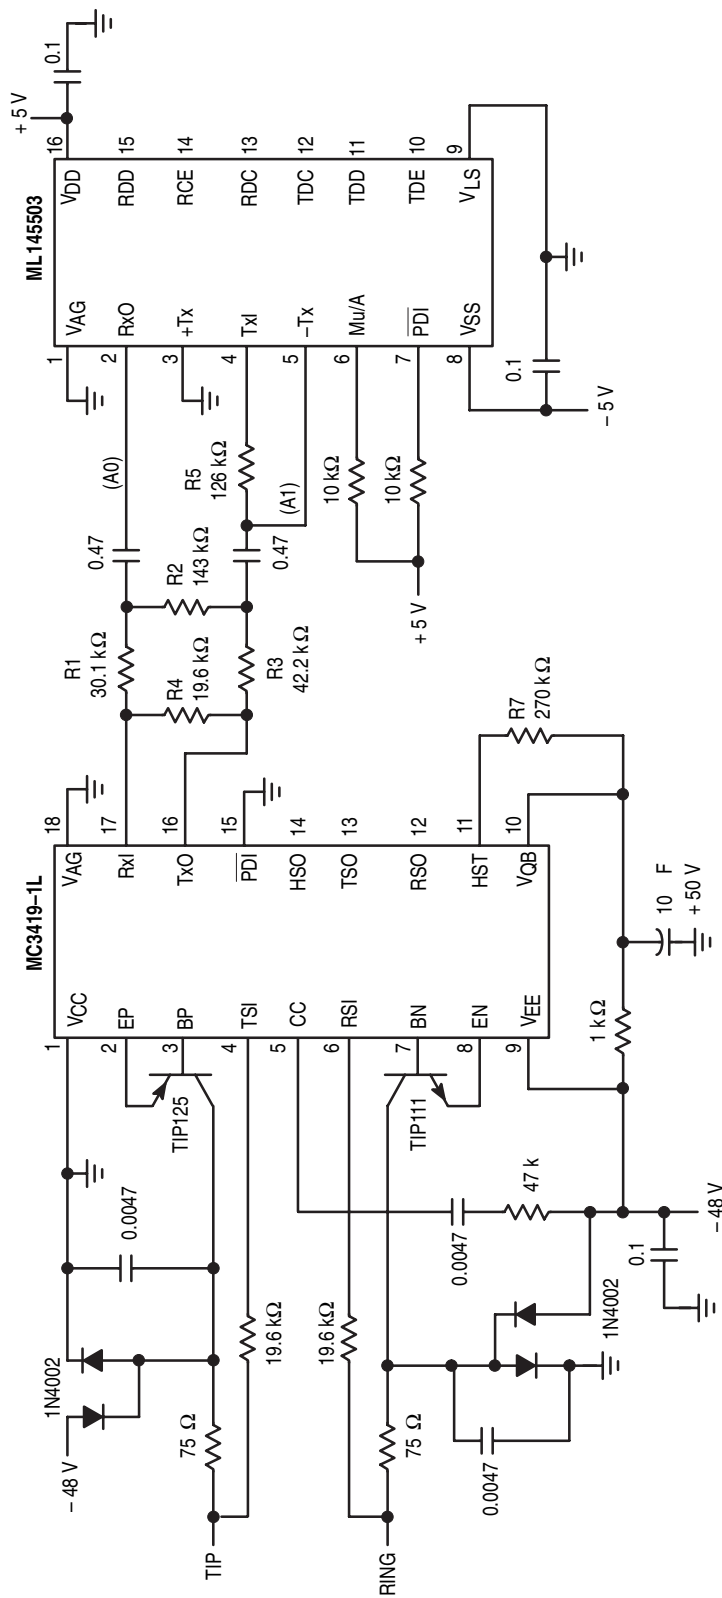 TIP
RING
– 48 V
1N4002
0.0047
75 Ω
19.6 kΩ
TIP125
19.6 kΩ
75 Ω
0.0047
TIP111
0.0047
47 k
1N4002
0.1
– 48 V
1 kΩ
10 F
+ 50 V
R7
270 kΩ
MC3419–1L
1 VCC
2 EP
3 BP
4 TSI
5 CC
6 RSI
7 BN
8 EN
9 VEE
VAG 18
RxI 17
TxO 16
PDI 15
HSO 14
TSO 13
RSO 12
HST 11
VQB 10
R1
30.1 kΩ
R4
19.6 kΩ
R3
42.2 kΩ
R2
143 kΩ
0.47
0.47
(A0)
R5
126 kΩ
(A1)
10 kΩ
10 kΩ
+ 5 V
ML145503
1 VAG
2 RxO
3 +Tx
4 TxI
5 –Tx
6 Mu/A
7 PDI
8 VSS
VDD 16
RDD 15
RCE 14
RDC 13
TDC 12
TDD 11
TDE 10
VLS 9
+ 5 V
0.1
0.1
– 5 V